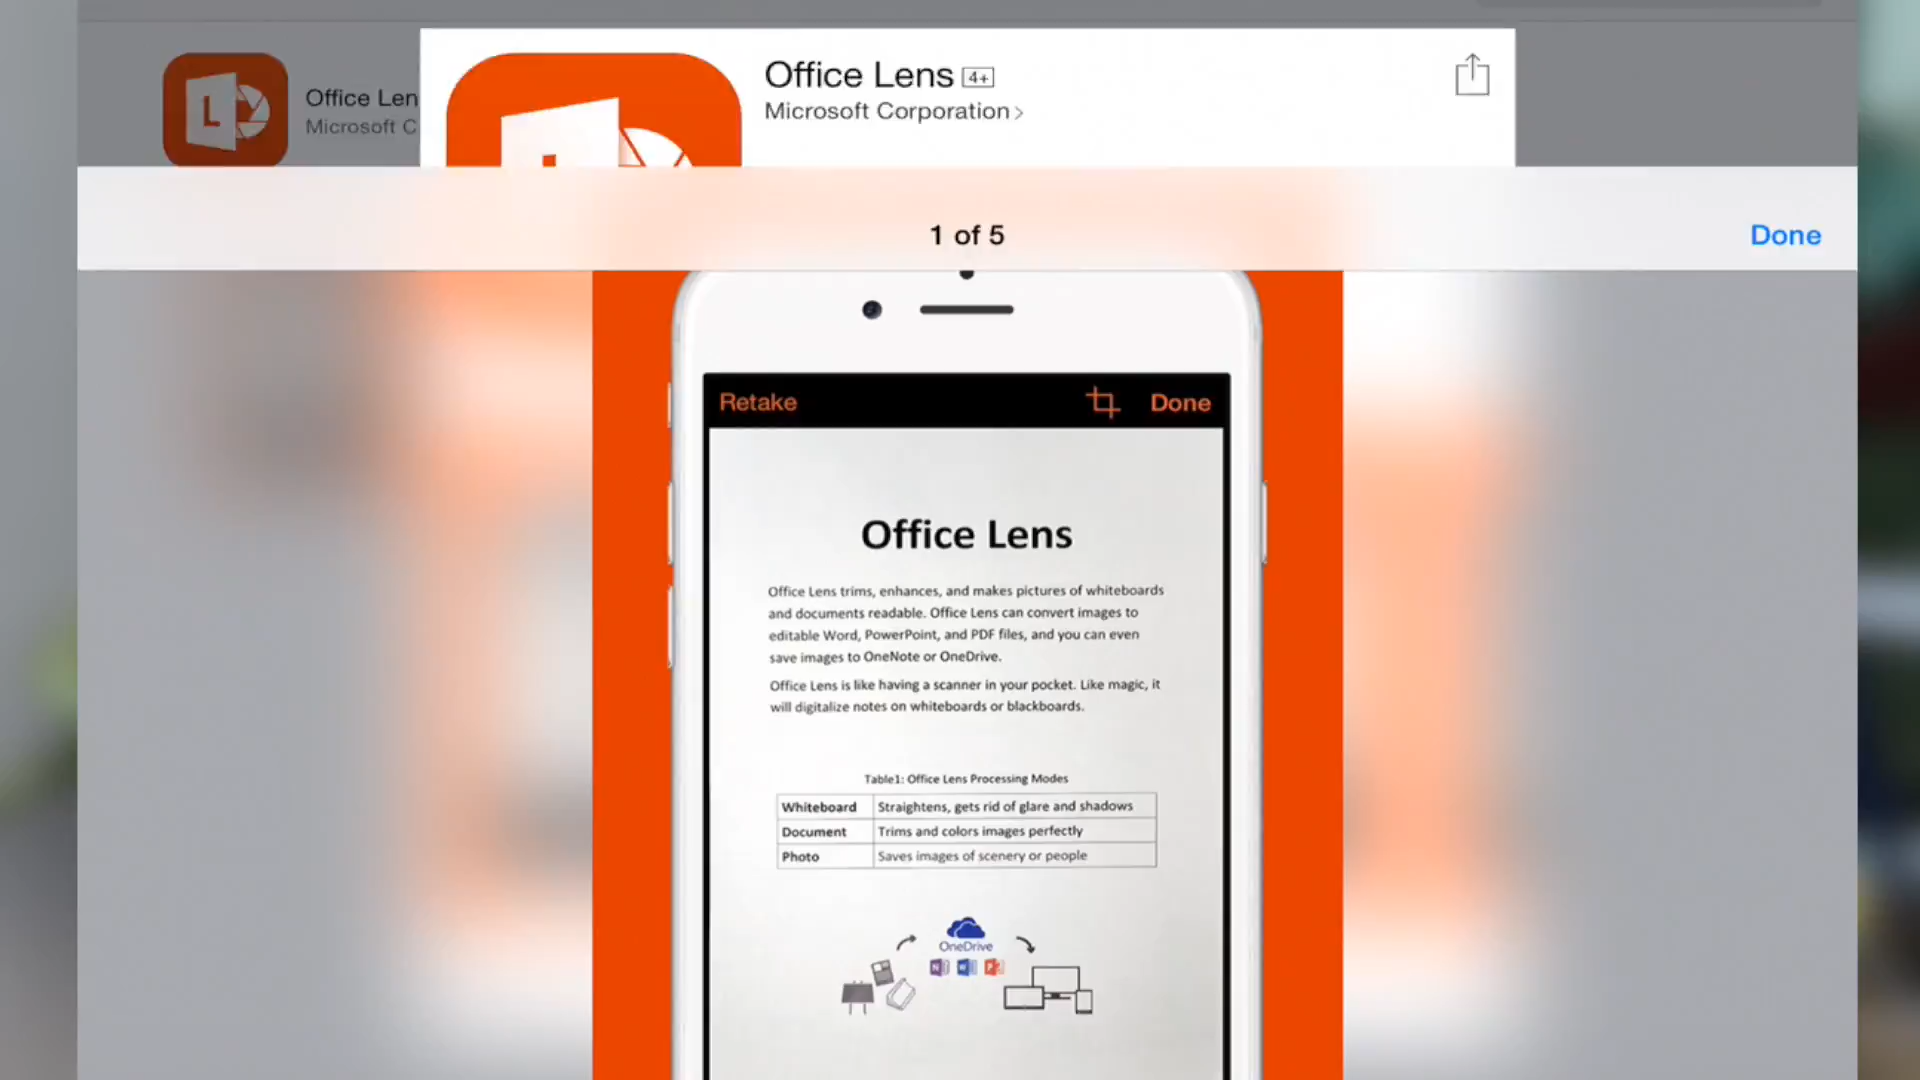 Office Len
Microsoft C
Office Lens 4+
Microsoft Corporation >
1 of 5
Done
Retake
Done
Office Lens
Office Lens trims, enhances, and makes pictures of whiteboards
and documents readable. Office Lens can convert images to
editable Word, PowerPoint, and PDF files, and you can even
save images to OneNote or OneDrive.
Office Lens is like having a scanner in your pocket. Like magic, it
will digitalize notes on whiteboards or blackboards.
Table1: Office Lens Processing Modes
Whiteboard Straightens, gets rid of glare and shadows
Document Trims and colors images perfectly
Photo Saves images of scenery or people
OneDrive